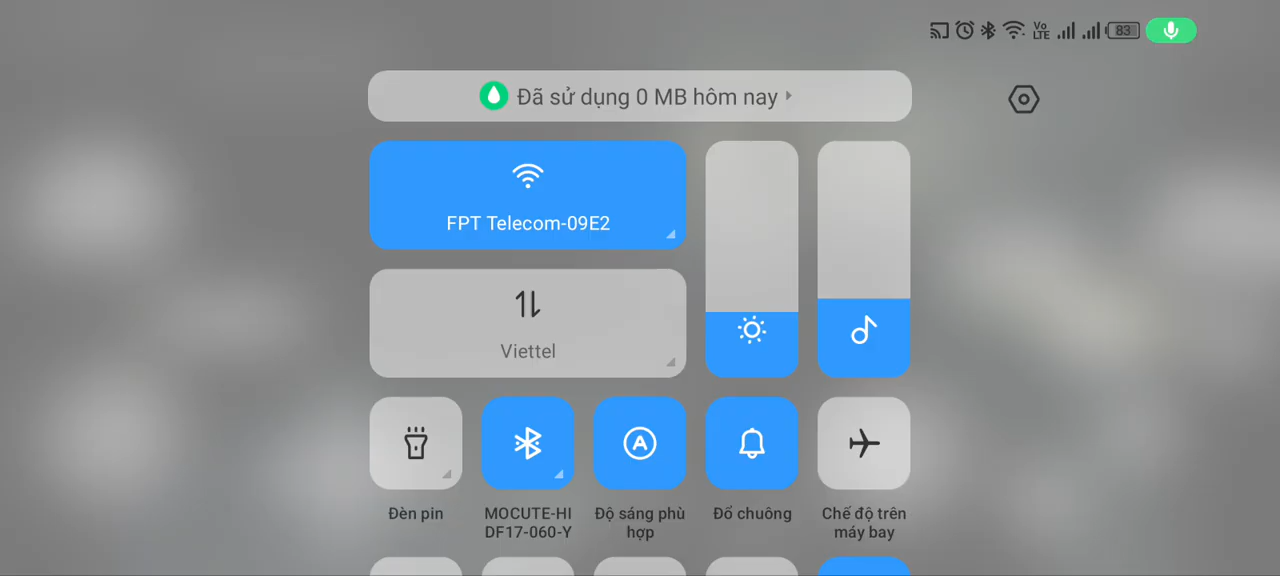 Vo
LTE
83
Đã sử dụng 0 MB hôm nay
FPT Telecom-09E2
Viettel
A
Đèn pin
MOCUTE-HI
DF17-060-Y
Độ sáng phù
hợp
Đổ chuông
Chế độ trên
máy bay